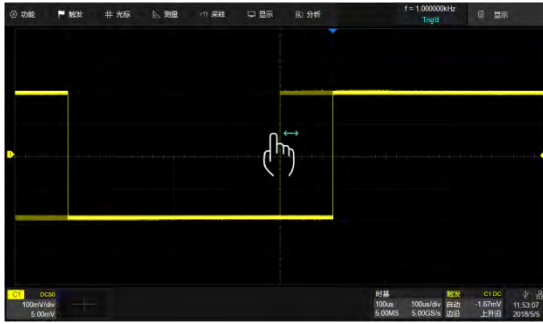 功能 触发 光标 测量 采样 显示 分析 f = 1.000000kHz Trig'd 显示
C1 DC50
100mV/div
5.00mV
时基
100us 100us/div
5.00MS 5.00GS/s
触发 C1 DC
自动 -1.67mV
边沿 上升沿
11:53:07
2018/5/5